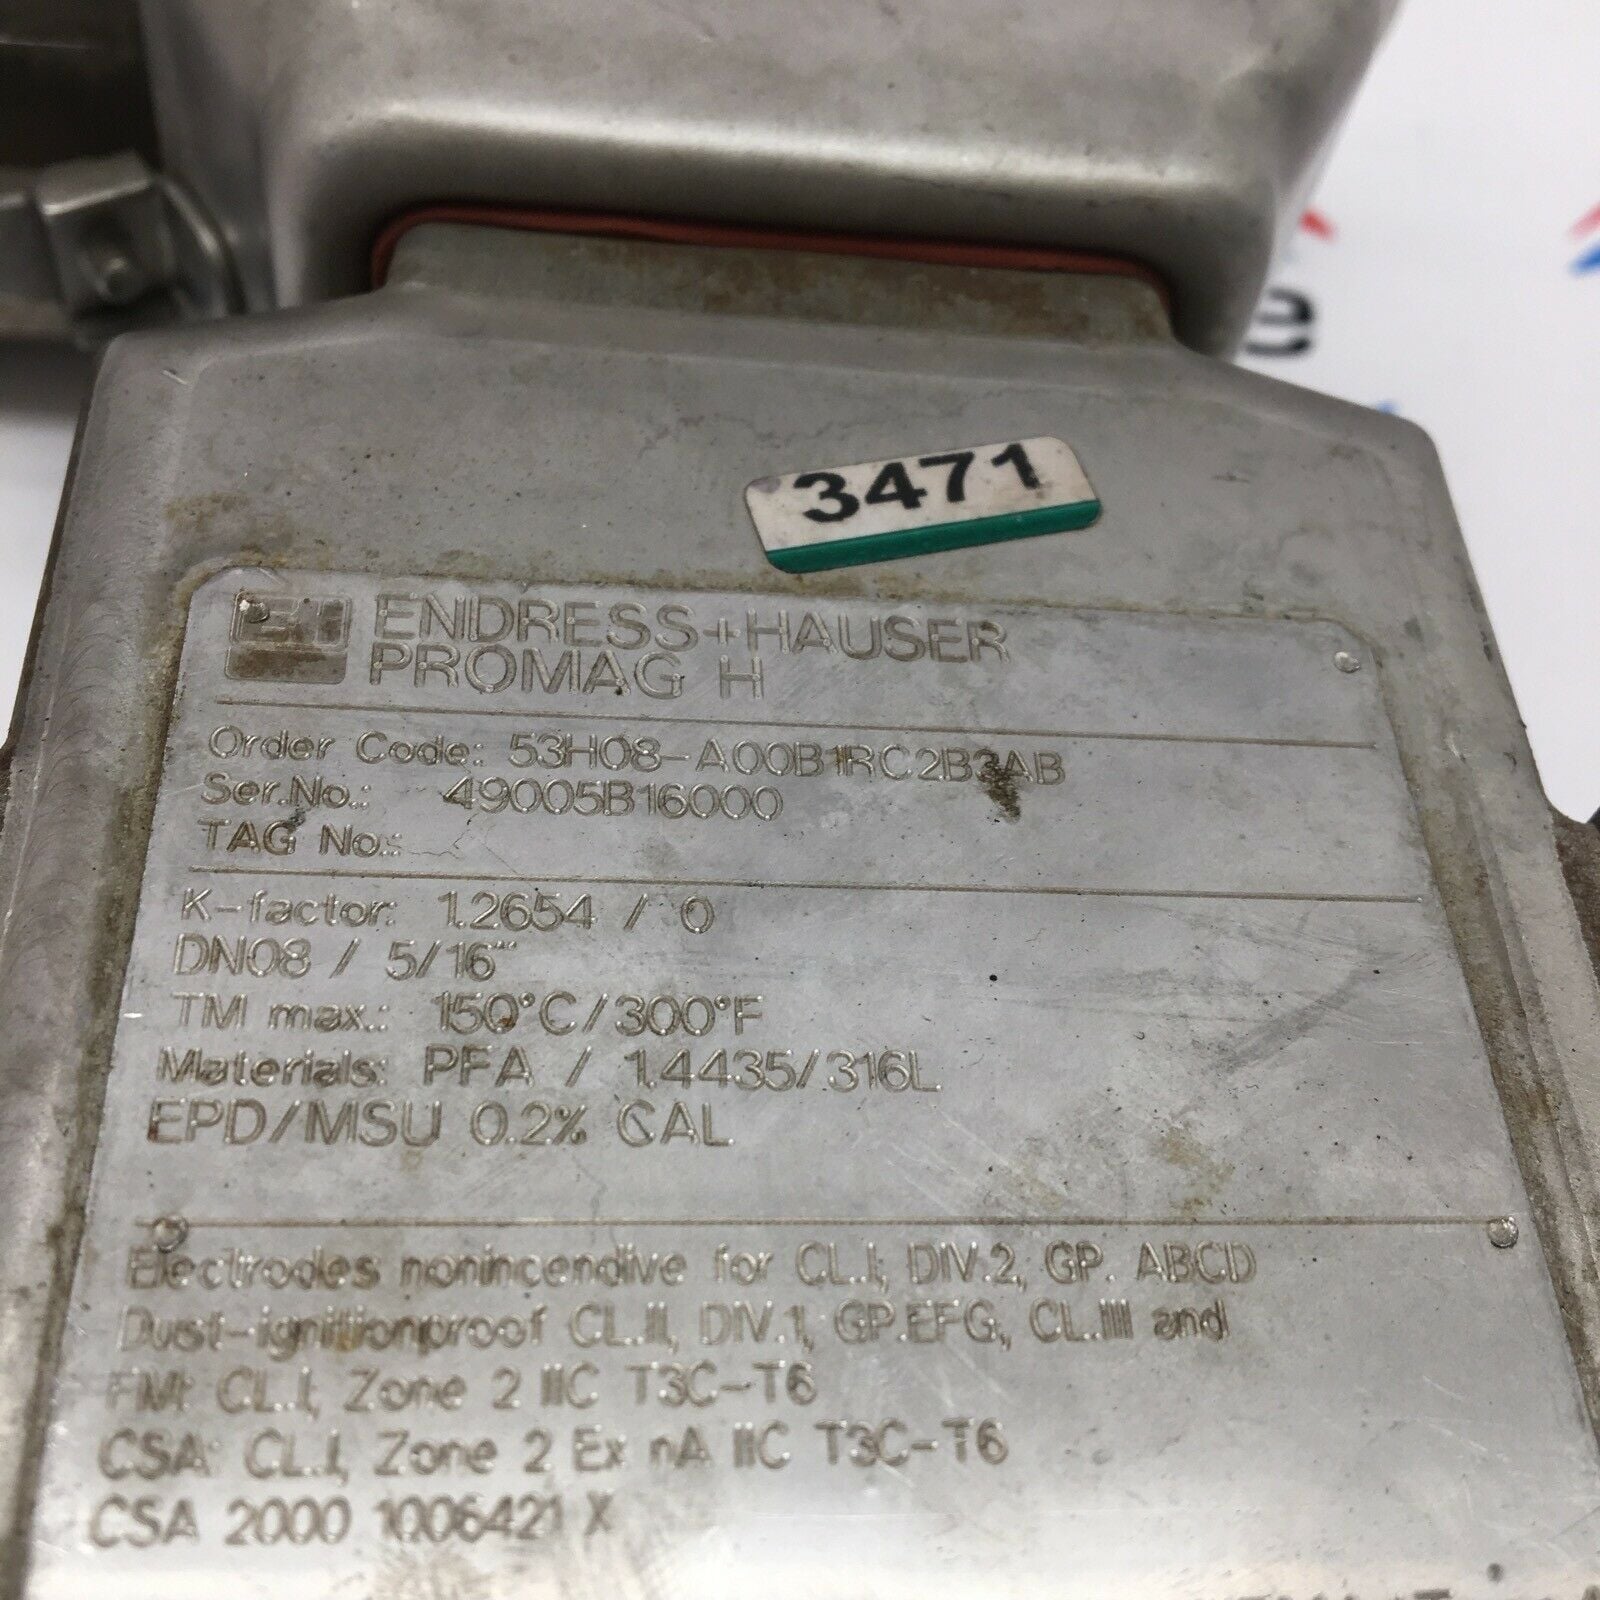 3471
EH
ENDRESS+HAUSER
PROMAG H
Order Code: 53H08-A00B1RC2B3AB
Ser.No.: 49005B16000
TAG No.:
K-factor: 1.2654 / 0
DN08 / 5/16"
TM max.: 150°C/300°F
Materials: PFA / 1.4435/316L
EPD/MSU 0.2% CAL
Electrodes nonincendive for CL.I, DIV.2, GP. ABCD
Dust-ignitionproof CL.II, DIV.1, GP.EFG, CL.III and
FM: CL.I, Zone 2 IIC T3C-T6
CSA: CL.I, Zone 2 Ex nA IIC T3C-T6
CSA 2000 1006421 X